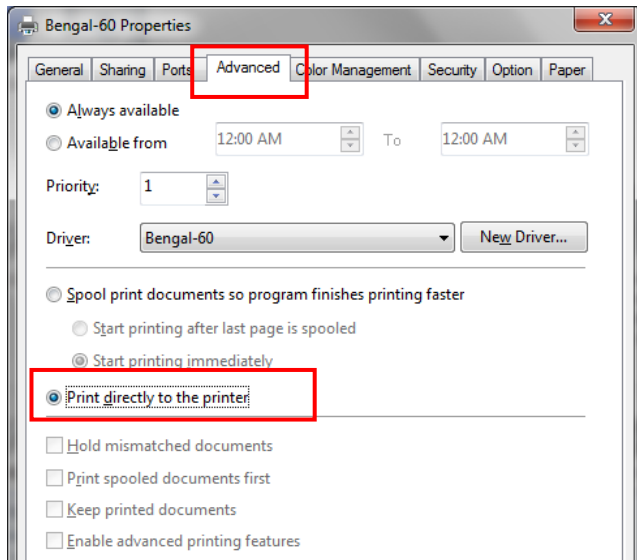 Bengal-60 Properties
General Sharing Ports Advanced Color Management Security Option Paper
Always available
Available from 12:00 AM To 12:00 AM
Priority: 1
Driver: Bengal-60 New Driver...
Spool print documents so program finishes printing faster
Start printing after last page is spooled
Start printing immediately
Print directly to the printer
Hold mismatched documents
Print spooled documents first
Keep printed documents
Enable advanced printing features